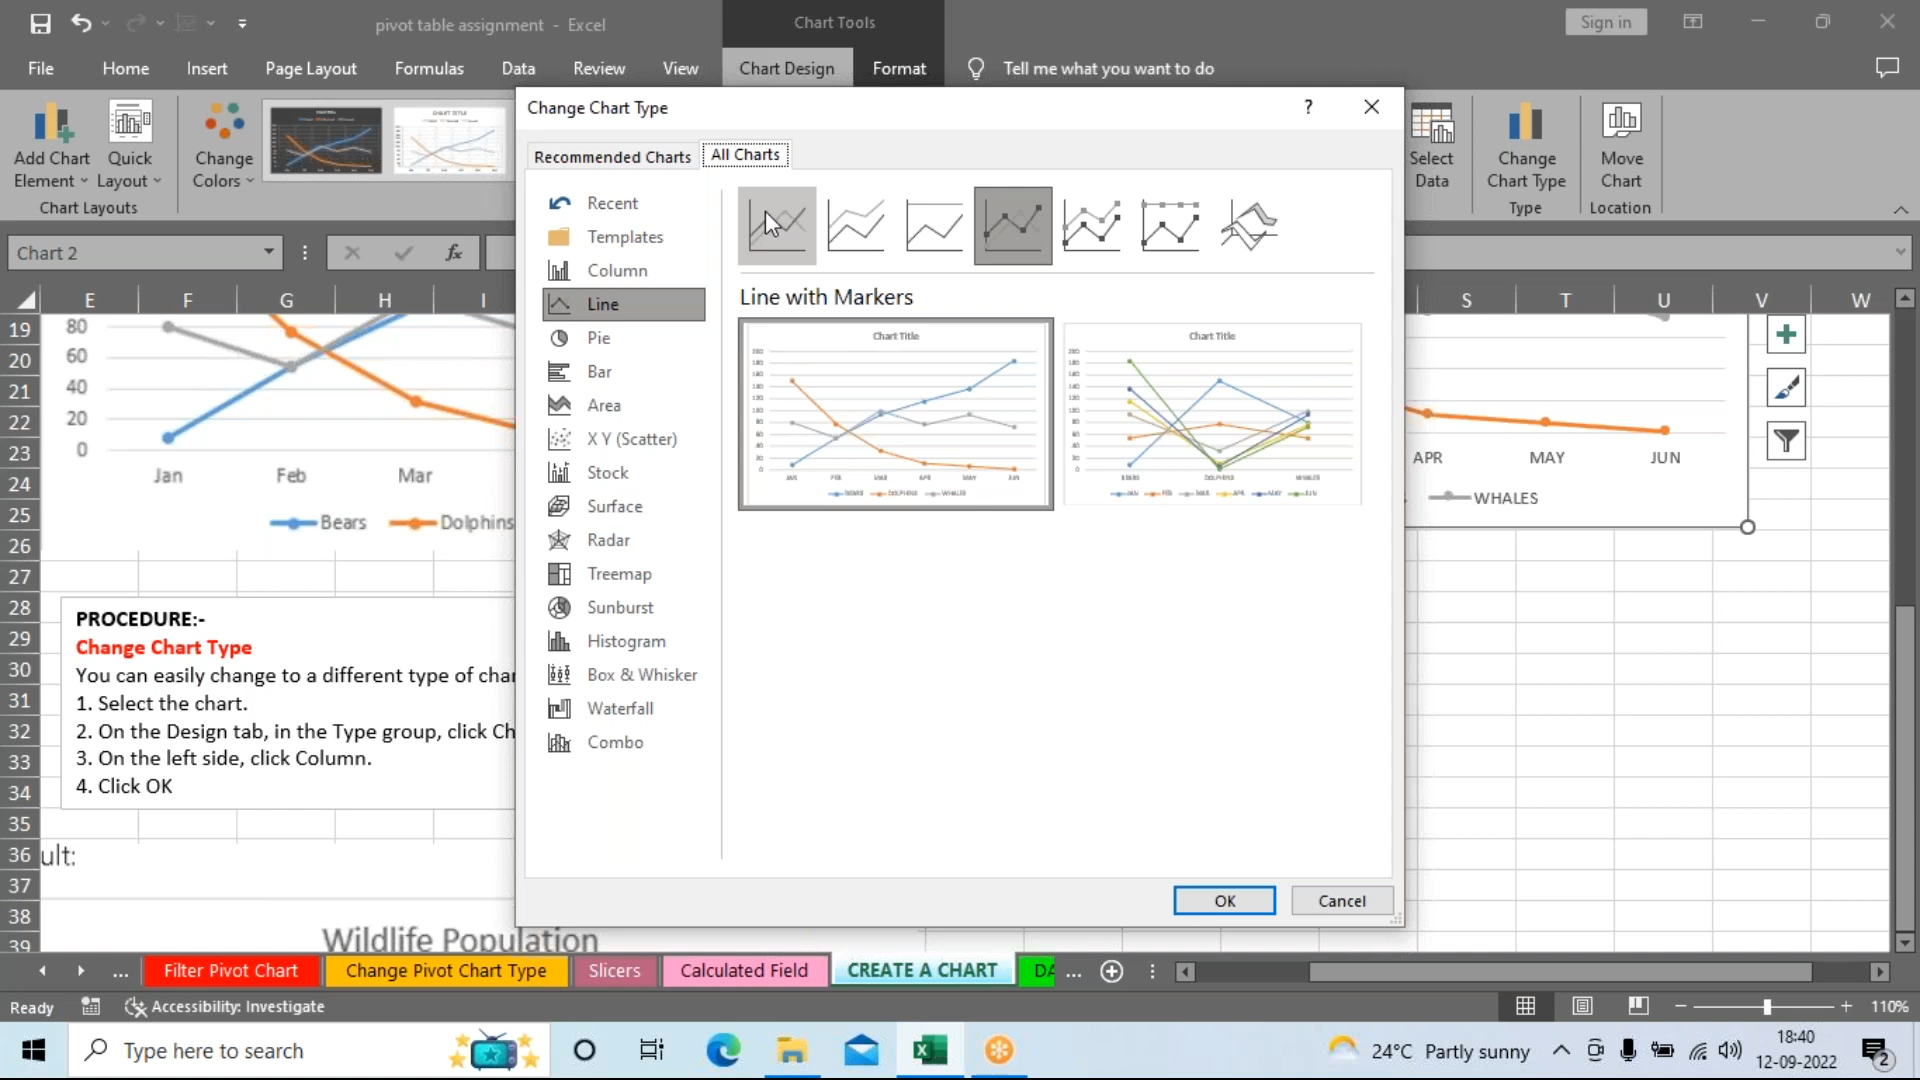 pivot table assignment - Excel
Chart Tools
Sign in
File
Home
Insert
Page Layout
Formulas
Data
Review
View
Chart Design
Format
Tell me what you want to do
Add Chart Element
Quick Layout
Chart Layouts
Change Colors
Select Data
Change Chart Type
Type
Move Chart
Location
Chart 2
fx
Change Chart Type
?
Recommended Charts
All Charts
Recent
Templates
Column
Line
Pie
Bar
Area
X Y (Scatter)
Stock
Surface
Radar
Treemap
Sunburst
Histogram
Box & Whisker
Waterfall
Combo
Line with Markers
Chart Title
Chart Title
OK
Cancel
E F G H I S T U V W
19
20
21
22
23
24
25
26
27
28
29
30
31
32
33
34
35
36
37
38
39
80
60
40
20
0
Jan Feb Mar
Bears Dolphins
APR MAY JUN
WHALES
PROCEDURE:-
Change Chart Type
You can easily change to a different type of char
1. Select the chart.
2. On the Design tab, in the Type group, click Ch
3. On the left side, click Column.
4. Click OK
ult:
Wildlife Population
...
Filter Pivot Chart
Change Pivot Chart Type
Slicers
Calculated Field
CREATE A CHART
DA
...
Ready
Accessibility: Investigate
110%
Type here to search
24°C Partly sunny
18:40
12-09-2022
2